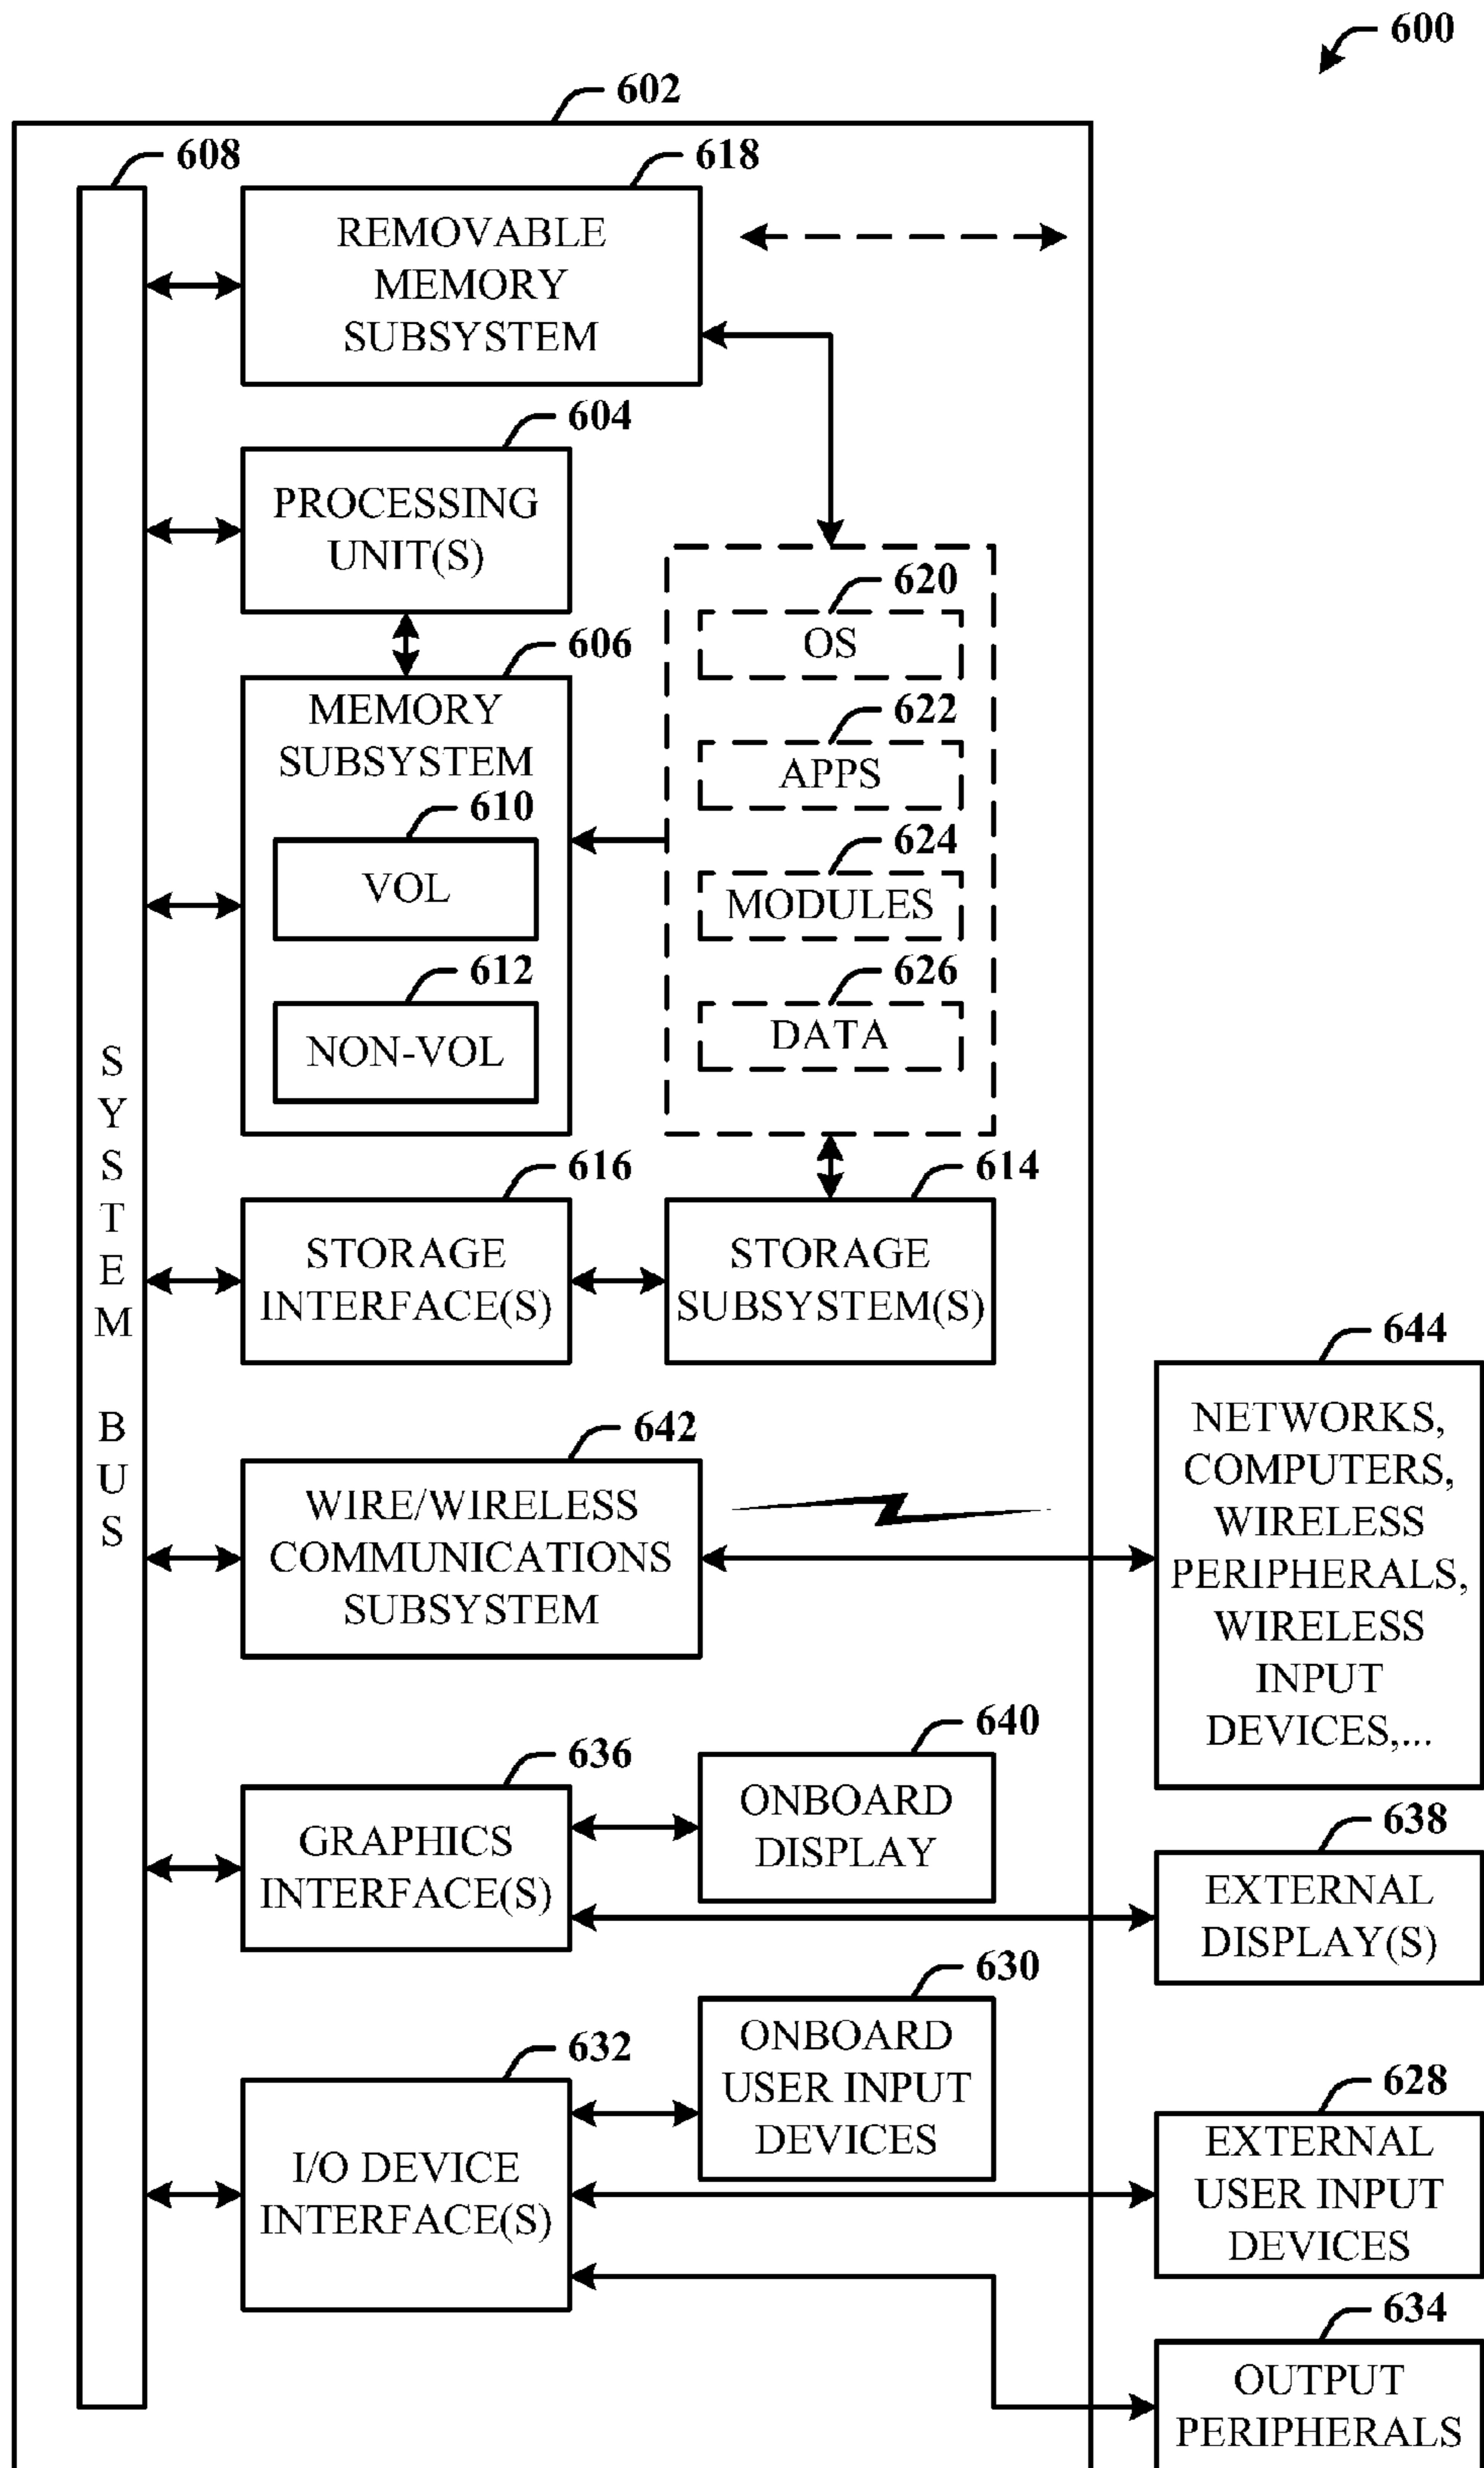 600
602
608
618
REMOVABLE
MEMORY
SUBSYSTEM
604
PROCESSING
UNIT(S)
606
MEMORY
SUBSYSTEM
610
VOL
612
NON-VOL
620
OS
622
APPS
624
MODULES
626
DATA
616
STORAGE
INTERFACE(S)
614
STORAGE
SUBSYSTEM(S)
SYSTEM BUS
642
WIRE/WIRELESS
COMMUNICATIONS
SUBSYSTEM
644
NETWORKS,
COMPUTERS,
WIRELESS
PERIPHERALS,
WIRELESS
INPUT
DEVICES,...
636
GRAPHICS
INTERFACE(S)
640
ONBOARD
DISPLAY
638
EXTERNAL
DISPLAY(S)
632
I/O DEVICE
INTERFACE(S)
630
ONBOARD
USER INPUT
DEVICES
628
EXTERNAL
USER INPUT
DEVICES
634
OUTPUT
PERIPHERALS